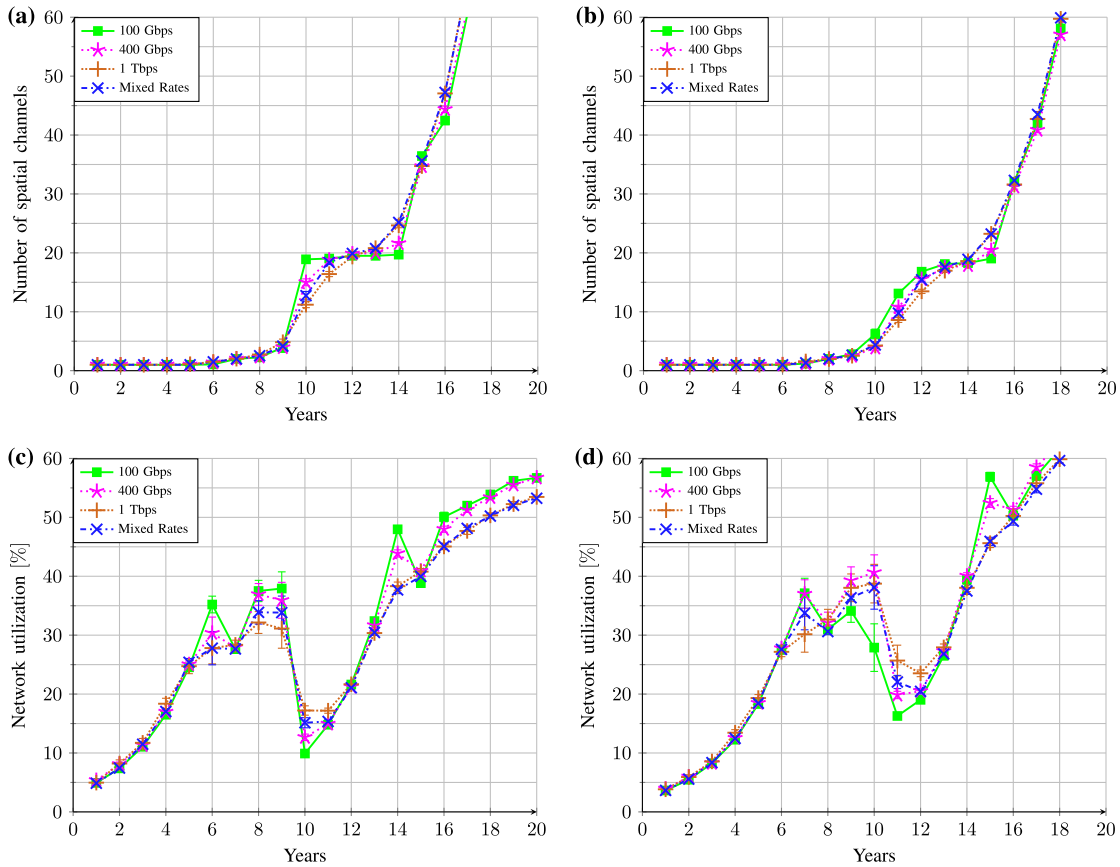 (a)
60
50
40
30
20
10
0
Number of spatial channels
100 Gbps
400 Gbps
1 Tbps
Mixed Rates
0 2 4 6 8 10 12 14 16 18 20
Years
(b)
60
50
40
30
20
10
0
Number of spatial channels
100 Gbps
400 Gbps
1 Tbps
Mixed Rates
0 2 4 6 8 10 12 14 16 18 20
Years
(c)
60
50
40
30
20
10
0
Network utilization [%]
100 Gbps
400 Gbps
1 Tbps
Mixed Rates
0 2 4 6 8 10 12 14 16 18 20
Years
(d)
60
50
40
30
20
10
0
Network utilization [%]
100 Gbps
400 Gbps
1 Tbps
Mixed Rates
0 2 4 6 8 10 12 14 16 18 20
Years